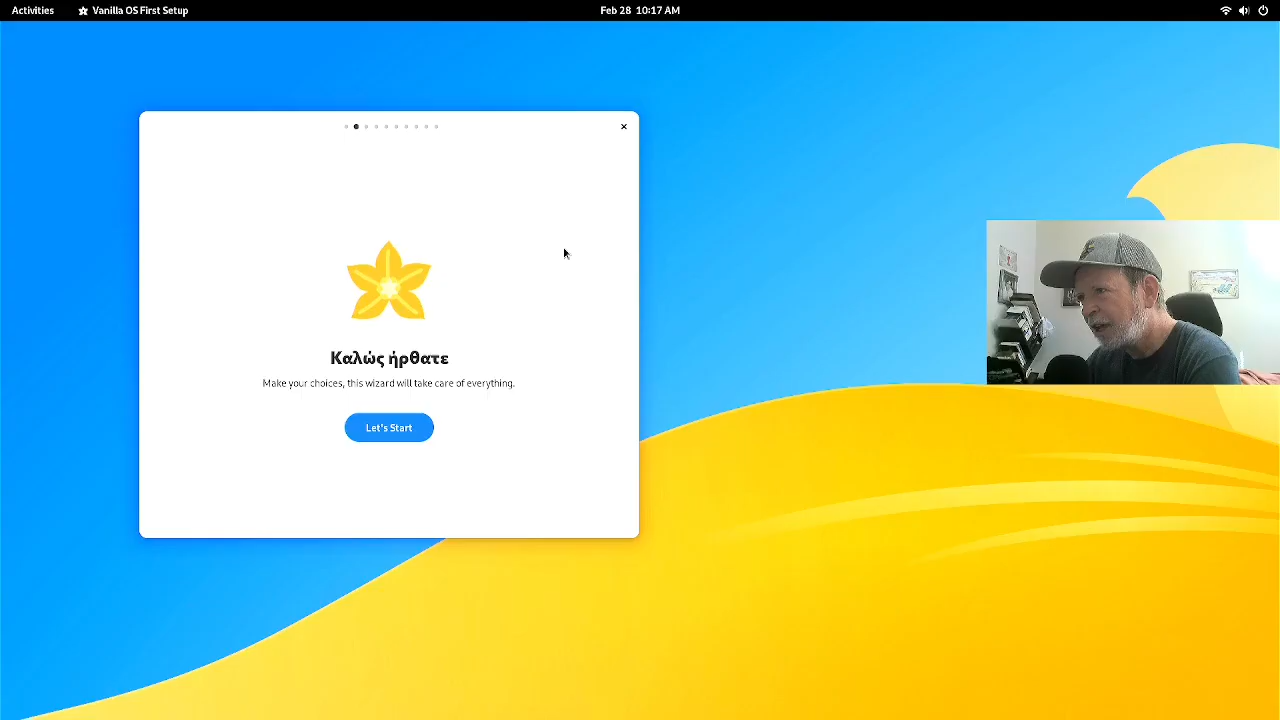 Activities
Vanilla OS First Setup
Feb 28 10:17 AM
Καλώς ήρθατε
Make your choices, this wizard will take care of everything.
Let's Start